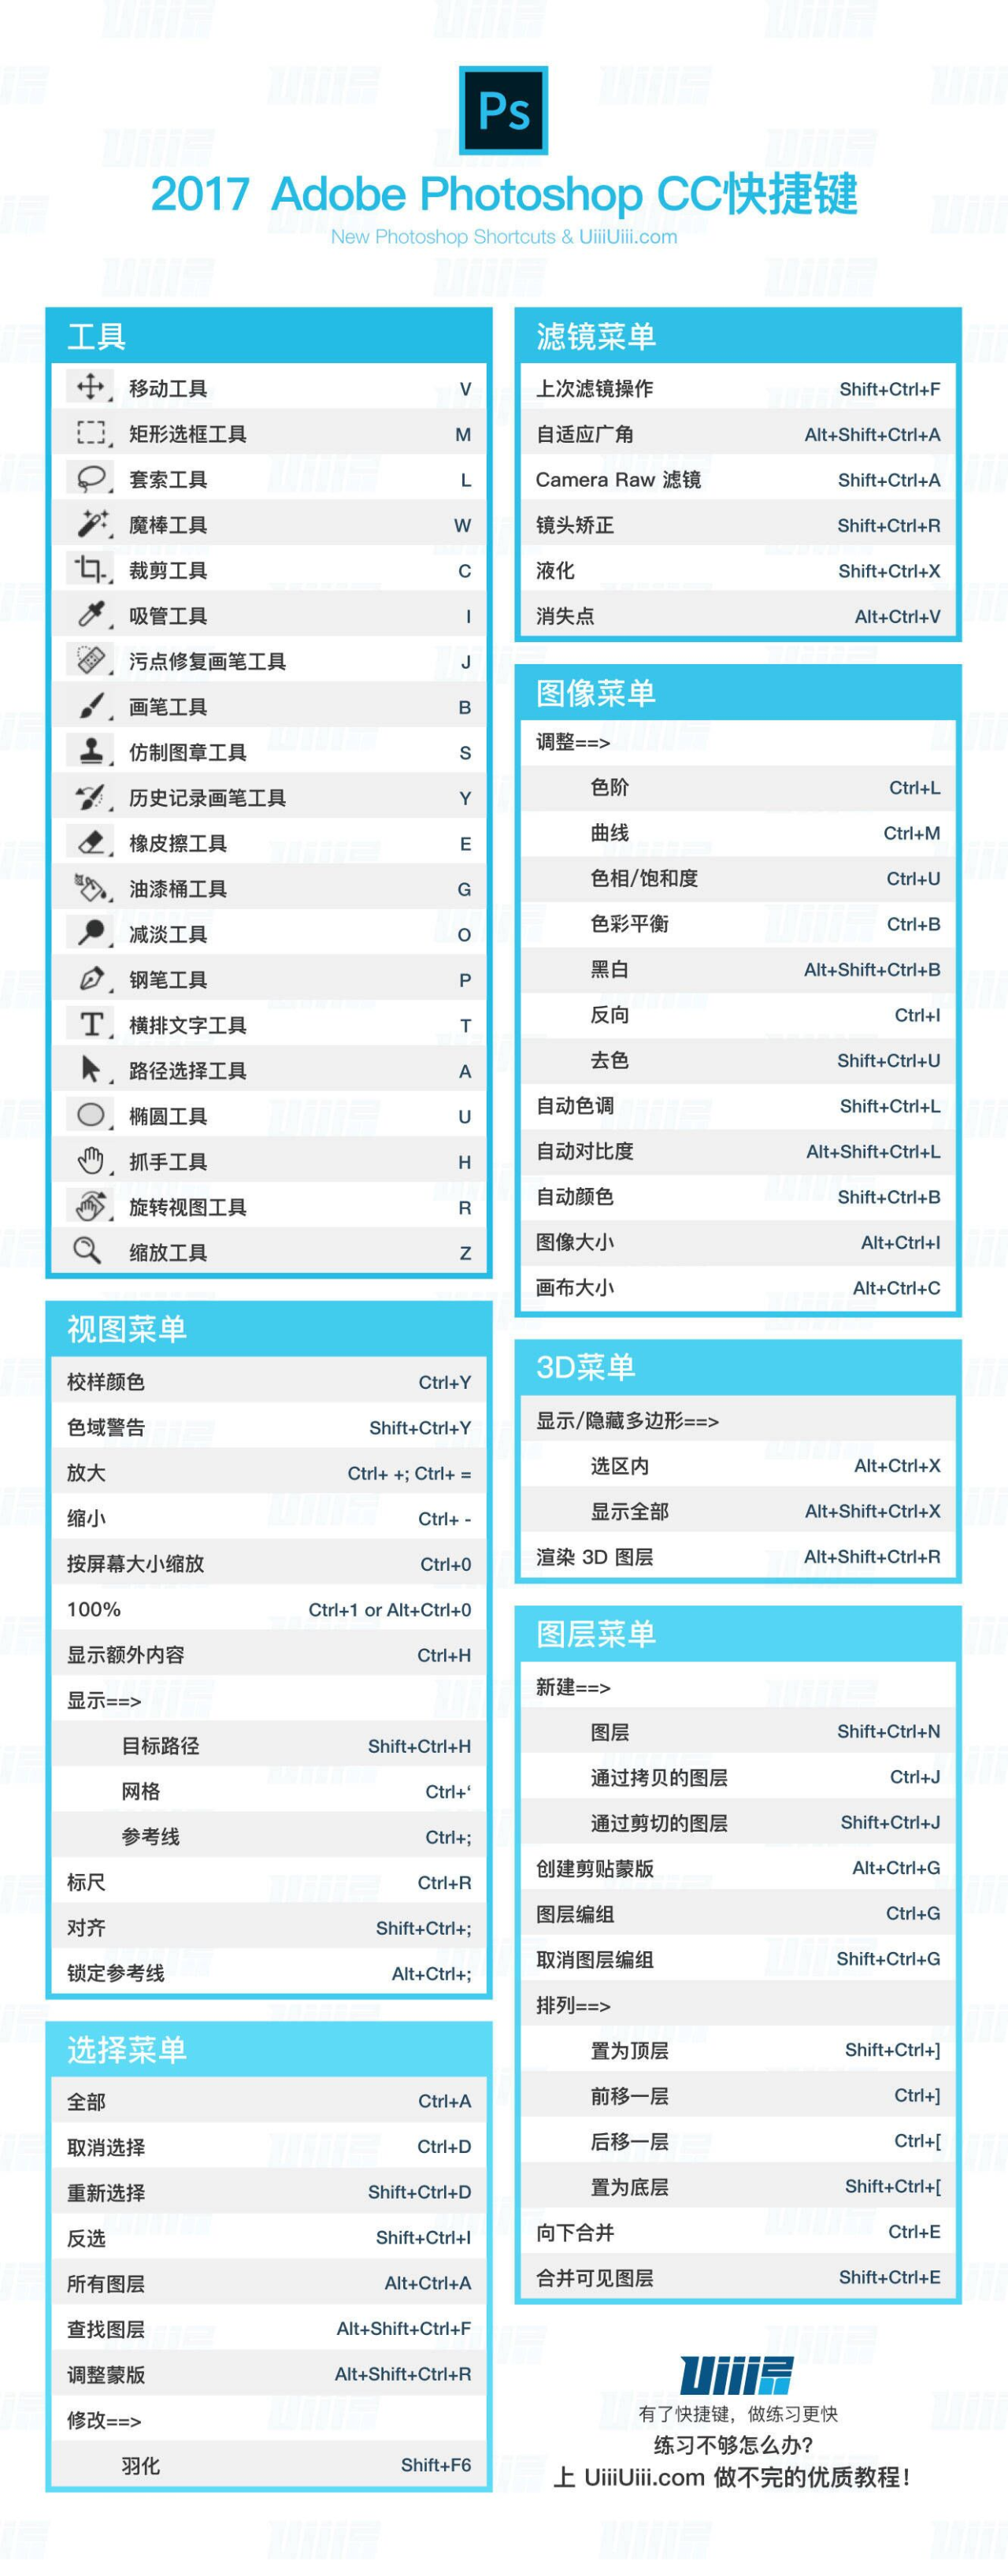 Ps
2017 Adobe Photoshop CC快捷键
New Photoshop Shortcuts & UiiiUiii.com
工具
移动工具 V
矩形选框工具 M
套索工具 L
魔棒工具 W
裁剪工具 C
吸管工具 I
污点修复画笔工具 J
画笔工具 B
仿制图章工具 S
历史记录画笔工具 Y
橡皮擦工具 E
油漆桶工具 G
减淡工具 O
钢笔工具 P
横排文字工具 T
路径选择工具 A
椭圆工具 U
抓手工具 H
旋转视图工具 R
缩放工具 Z
视图菜单
校样颜色 Ctrl+Y
色域警告 Shift+Ctrl+Y
放大 Ctrl+ +; Ctrl+ =
缩小 Ctrl+ -
按屏幕大小缩放 Ctrl+0
100% Ctrl+1 or Alt+Ctrl+0
显示额外内容 Ctrl+H
显示==>
目标路径 Shift+Ctrl+H
网格 Ctrl+‘
参考线 Ctrl+;
标尺 Ctrl+R
对齐 Shift+Ctrl+;
锁定参考线 Alt+Ctrl+;
选择菜单
全部 Ctrl+A
取消选择 Ctrl+D
重新选择 Shift+Ctrl+D
反选 Shift+Ctrl+I
所有图层 Alt+Ctrl+A
查找图层 Alt+Shift+Ctrl+F
调整蒙版 Alt+Shift+Ctrl+R
修改==>
羽化 Shift+F6
滤镜菜单
上次滤镜操作 Shift+Ctrl+F
自适应广角 Alt+Shift+Ctrl+A
Camera Raw 滤镜 Shift+Ctrl+A
镜头矫正 Shift+Ctrl+R
液化 Shift+Ctrl+X
消失点 Alt+Ctrl+V
图像菜单
调整==>
色阶 Ctrl+L
曲线 Ctrl+M
色相/饱和度 Ctrl+U
色彩平衡 Ctrl+B
黑白 Alt+Shift+Ctrl+B
反向 Ctrl+I
去色 Shift+Ctrl+U
自动色调 Shift+Ctrl+L
自动对比度 Alt+Shift+Ctrl+L
自动颜色 Shift+Ctrl+B
图像大小 Alt+Ctrl+I
画布大小 Alt+Ctrl+C
3D菜单
显示/隐藏多边形==>
选区内 Alt+Ctrl+X
显示全部 Alt+Shift+Ctrl+X
渲染 3D 图层 Alt+Shift+Ctrl+R
图层菜单
新建==>
图层 Shift+Ctrl+N
通过拷贝的图层 Ctrl+J
通过剪切的图层 Shift+Ctrl+J
创建剪贴蒙版 Alt+Ctrl+G
图层编组 Ctrl+G
取消图层编组 Shift+Ctrl+G
排列==>
置为顶层 Shift+Ctrl+]
前移一层 Ctrl+]
后移一层 Ctrl+[
置为底层 Shift+Ctrl+[
向下合并 Ctrl+E
合并可见图层 Shift+Ctrl+E
有了快捷键，做练习更快
练习不够怎么办？
上 UiiiUiii.com 做不完的优质教程！